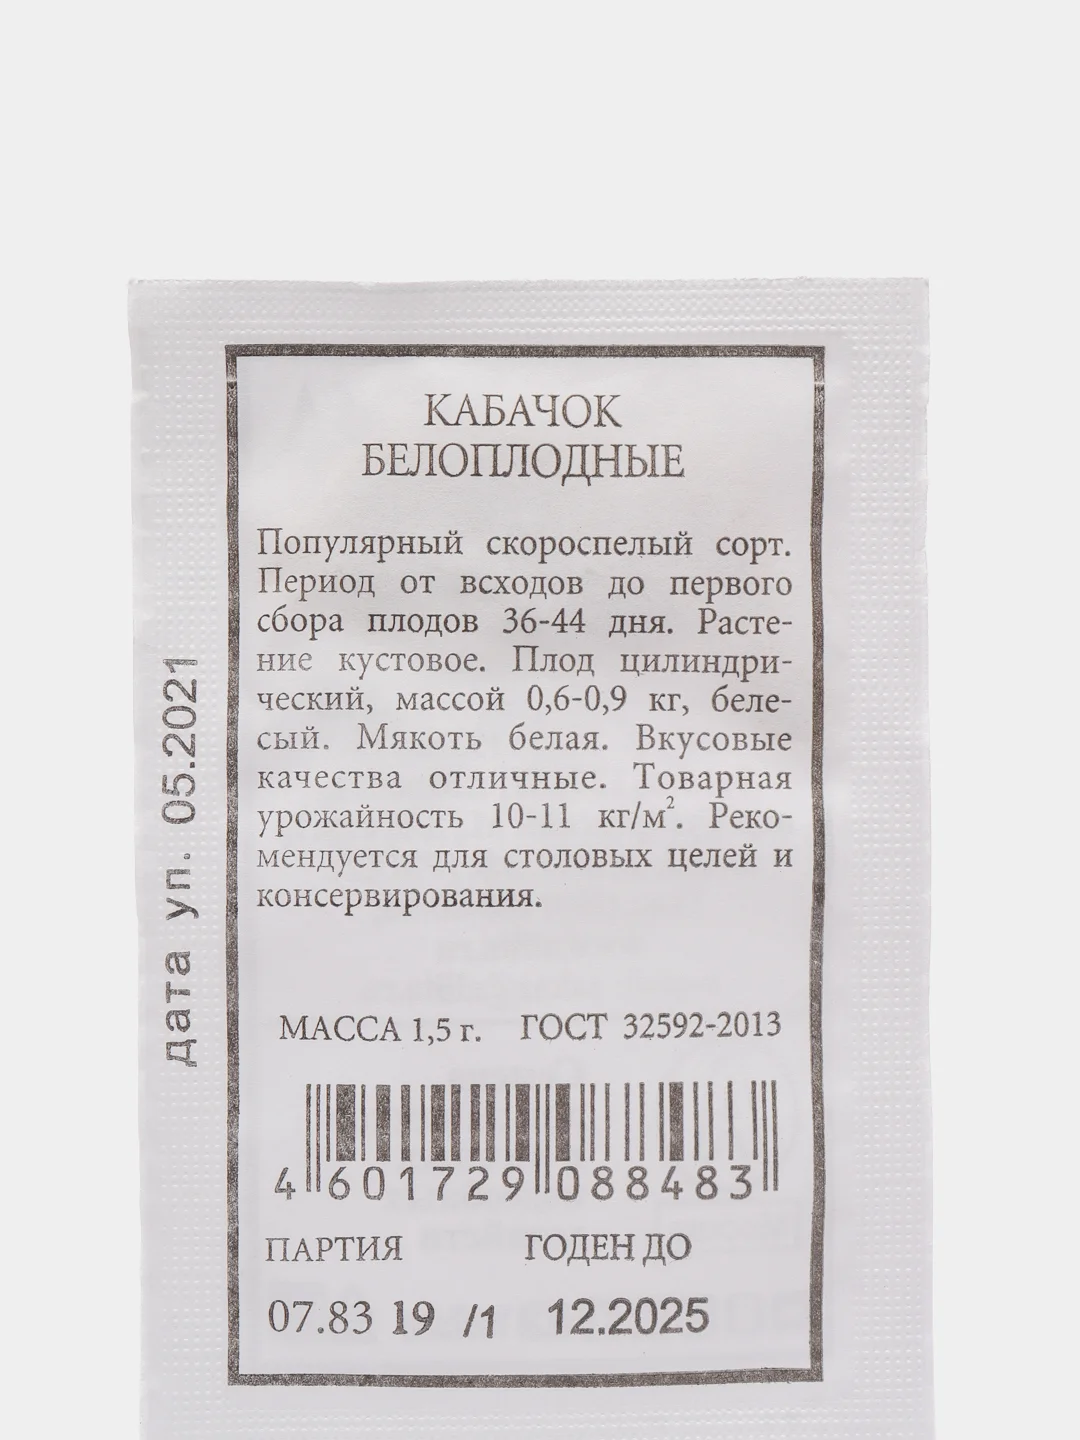 КАБАЧОК
БЕЛОПЛОДНЫЕ
Популярный скороспелый сорт.
Период от всходов до первого
сбора плодов 36-44 дня. Расте-
ние кустовое. Плод цилиндри-
ческий, массой 0,6-0,9 кг, беле-
сый. Мякоть белая. Вкусовые
качества отличные. Товарная
урожайность 10-11 кг/м². Реко-
мендуется для столовых целей и
консервирования.
МАССА 1,5 г. ГОСТ 32592-2013
4 601729 088483
ПАРТИЯ ГОДЕН ДО
07.83 19 /1 12.2025
дата уп. 05.2021